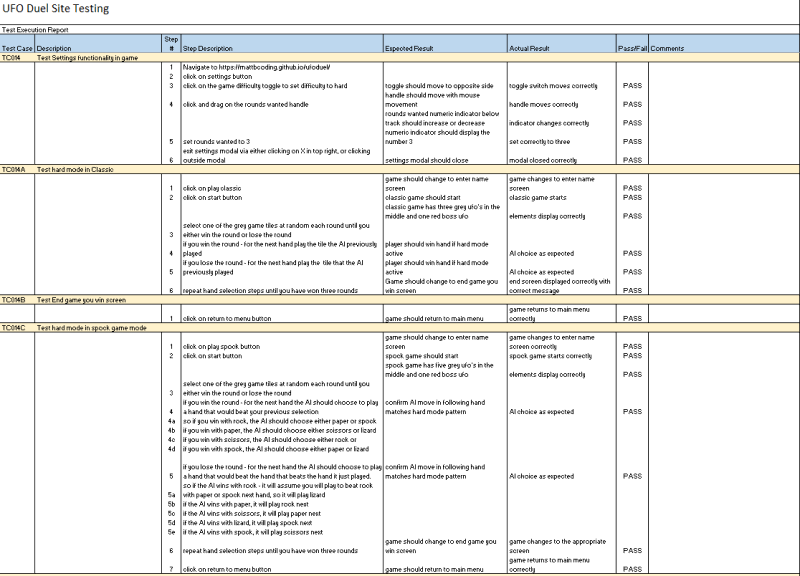 UFO Duel Site Testing
Test Execution Report
Test Case Description Step # Step Description Expected Result Actual Result Pass/Fail Comments
TC014 Test Settings functionality in game
1 Navigate to https://mattbcoding.github.io/ufoduel/
2 click on settings button
3 click on the game difficulty toggle to set difficulty to hard toggle should move to opposite side toggle switch moves correctly PASS
handle should move with mouse
4 click and drag on the rounds wanted handle movement handle moves correctly PASS
rounds wanted numeric indicator below
track should increase or decrease indicator changes correctly PASS
numeric indicator should display the
5 set rounds wanted to 3 number 3 set correctly to three PASS
exit settings modal via either clicking on X in top right, or clicking
6 outside modal settings modal should close modal closed correctly PASS
TC014A Test hard mode in Classic
game should change to enter name game changes to enter name
1 click on play classic screen screen PASS
2 click on start button classic game should start classic game starts PASS
classic game has three grey ufo's in the
middle and one red boss ufo elements display correctly PASS
select one of the grey game tiles at random each round until you
3 either win the round or lose the round
if you win the round - for the next hand play the tile the AI previously player should win hand if hard mode
4 played active AI choice as expected PASS
if you lose the round - for the next hand play the tile that the AI player should win hand if hard mode
5 previously played active AI choice as expected PASS
Game should change to end game you end screen displayed correctly with
6 repeat hand selection steps until you have won three rounds win screen correct message PASS
TC014B Test End game you win screen
game returns to main menu
1 click on return to menu button game should return to main menu correctly PASS
TC014C Test hard mode in spock game mode
game should change to enter name game changes to enter name
1 click on play spock button screen screen correctly PASS
2 click on start button spock game should start spock game starts correctly PASS
spock game has five grey ufo's in the
middle and one red boss ufo elements display correctly PASS
select one of the grey game tiles at random each round until you
3 either win the round or lose the round
if you win the round - for the next hand the AI should choose to play confirm AI move in following hand
4 a hand that would beat your previous selection matches hard mode pattern AI choice as expected PASS
4a so if you win with rock, the AI should choose either paper or spock
4b if you win with paper, the AI should choose either scissors or lizard
4c if you win with scissors, the AI should choose either rock or
4d if you win with spock, the AI should choose either paper or lizard
if you lose the round - for the next hand the AI should choose to play confirm AI move in following hand
5 a hand that would beat the hand that beats the hand it just played, matches hard mode pattern AI choice as expected PASS
so if the AI wins with rook - it will assume you will play to beat rook
5a with paper or spock next hand, so it will play lizard
5b if the AI wins with paper, it will play rock next
5c if the AI wins with scissors, it will play paper next
5d if the AI wins with lizard, it will play spock next
5e if the AI wins with spock, it will play scissors next
game should change to end game you game changes to the appropriate
6 repeat hand selection steps until you have won three rounds win screen screen PASS
game returns to main menu
7 click on return to menu button game should return to main menu correctly PASS